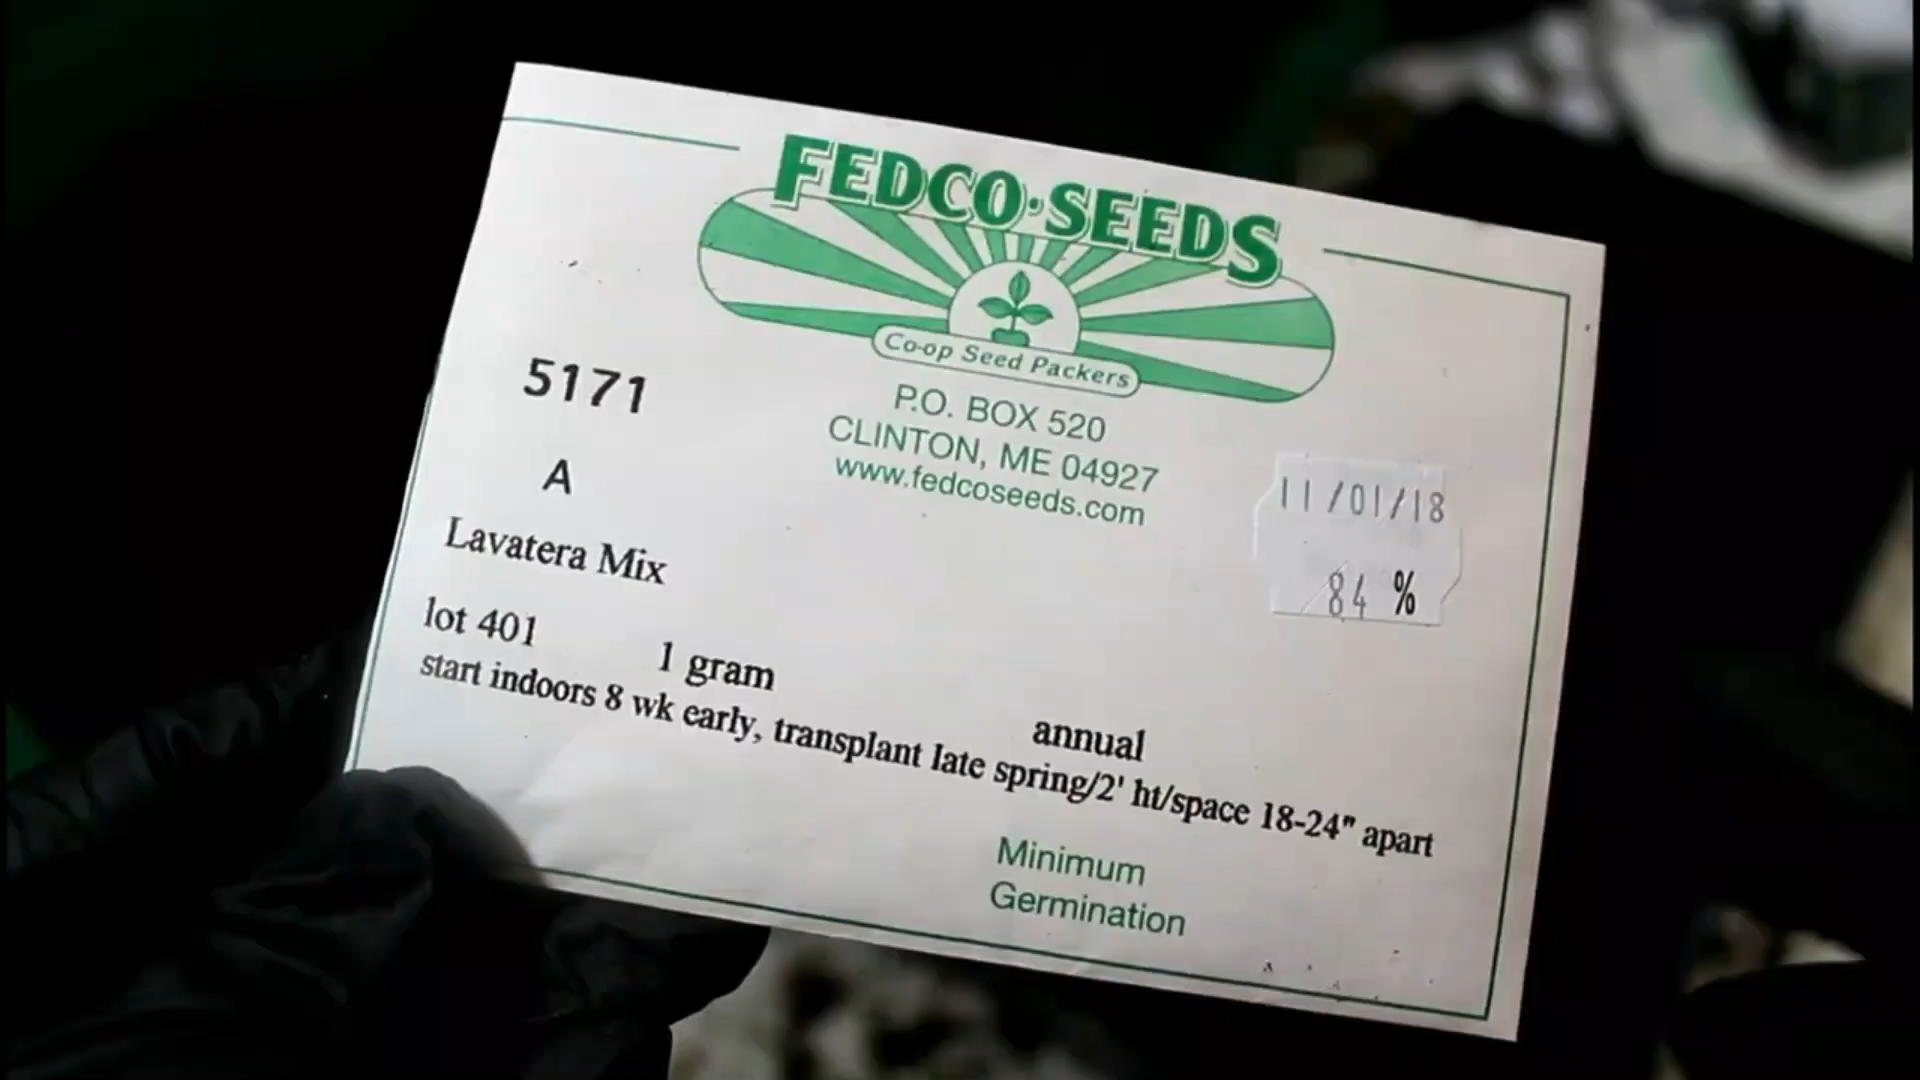 FEDCO·SEEDS
Co-op Seed Packers
P.O. BOX 520
CLINTON, ME 04927
www.fedcoseeds.com
5171
A
11/01/18
84 %
Lavatera Mix
lot 401 1 gram annual
start indoors 8 wk early, transplant late spring/2' ht/space 18-24" apart
Minimum
Germination